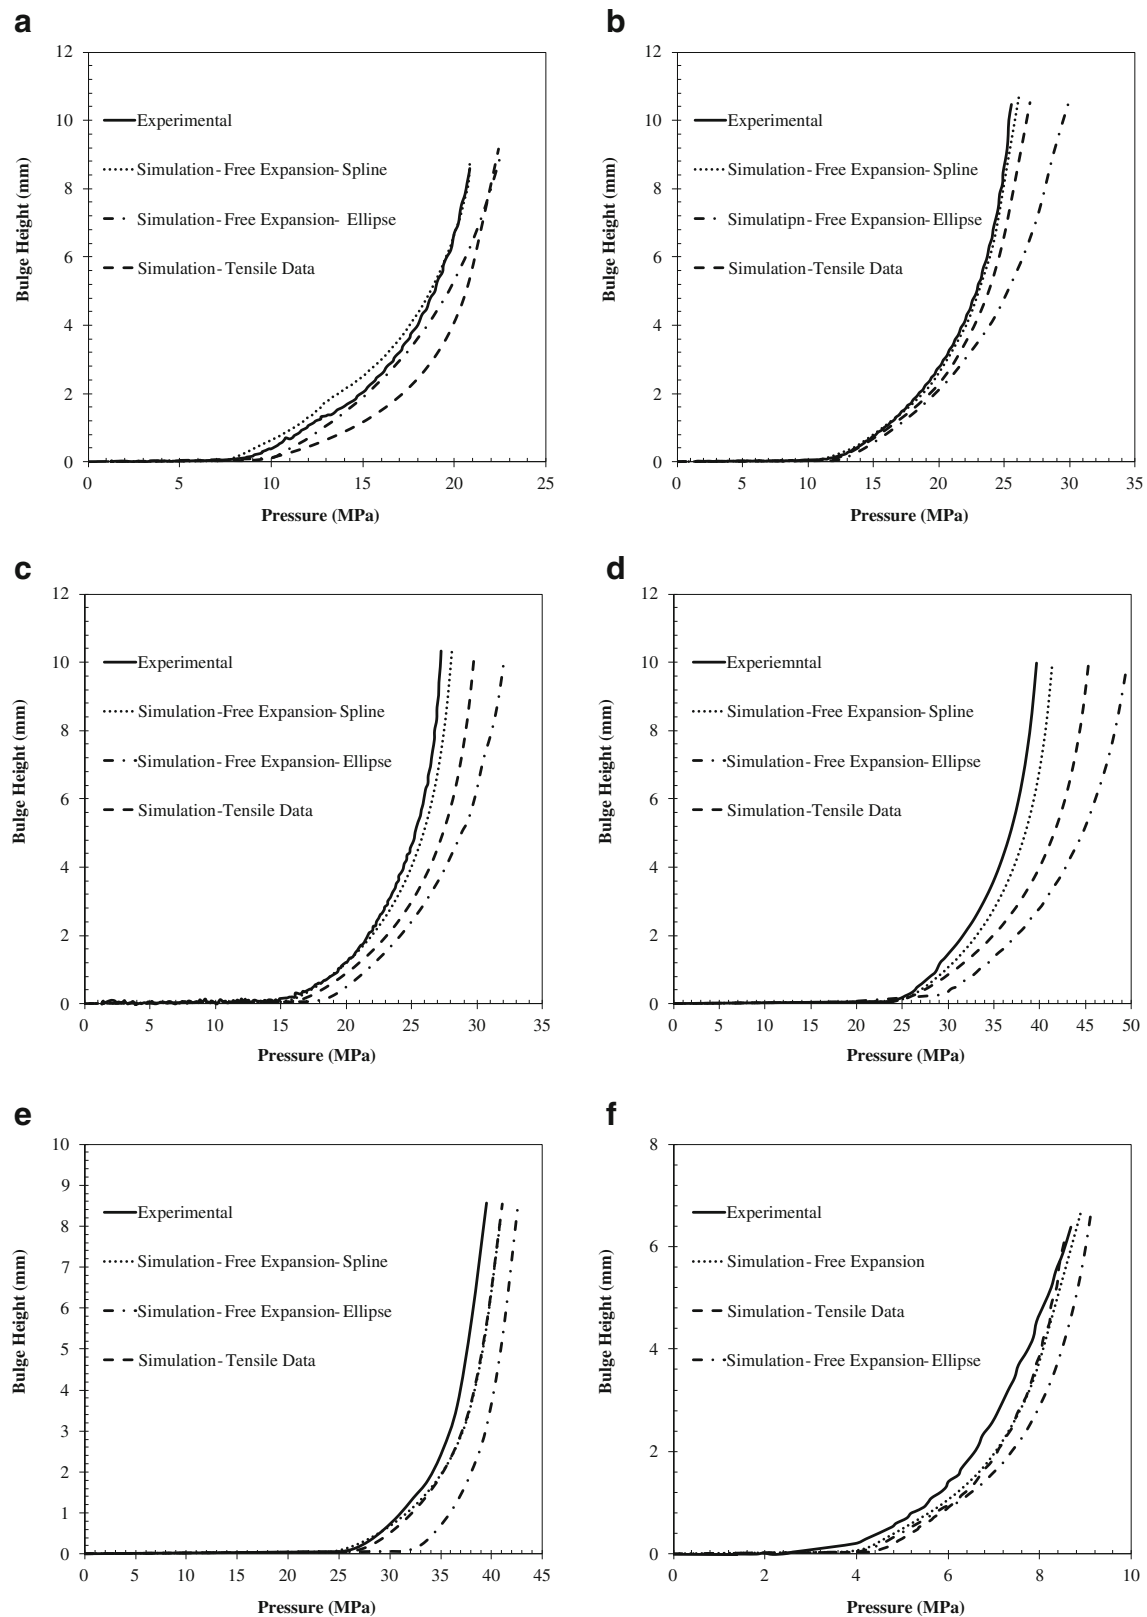 a
12
10
8
6
4
2
0
Bulge Height (mm)
Experimental
Simulation-Free Expansion-Spline
Simulation-Free Expansion- Ellipse
Simulation-Tensile Data
0 5 10 15 20 25
Pressure (MPa)
b
12
10
8
6
4
2
0
Bulge Height (mm)
Experimental
Simulation-Free Expansion-Spline
Simulatipn-Free Expansion-Ellipse
Simulation-Tensile Data
0 5 10 15 20 25 30 35
Pressure (MPa)
c
12
10
8
6
4
2
0
Bulge Height (mm)
Experimental
Simulation-Free Expansion-Spline
Simulation-Free Expansion-Ellipse
Simulation-Tensile Data
0 5 10 15 20 25 30 35
Pressure (MPa)
d
12
10
8
6
4
2
0
Bulge Height (mm)
Experiemntal
Simulation-Free Expansion-Spline
Simulation-Free Expansion-Ellipse
Simulation-Tensile Data
0 5 10 15 20 25 30 35 40 45 50
Pressure (MPa)
e
10
9
8
7
6
5
4
3
2
1
0
Bulge Height (mm)
Experimental
Simulation-Free Expansion-Spline
Simulation-Free Expansion-Ellipse
Simulation-Tensile Data
0 5 10 15 20 25 30 35 40 45
Pressure (MPa)
f
8
6
4
2
0
Bulge Height (mm)
Experimental
Simulation-Free Expansion
Simulation-Tensile Data
Simulation-Free Expansion-Ellipse
0 2 4 6 8 10
Pressure (MPa)